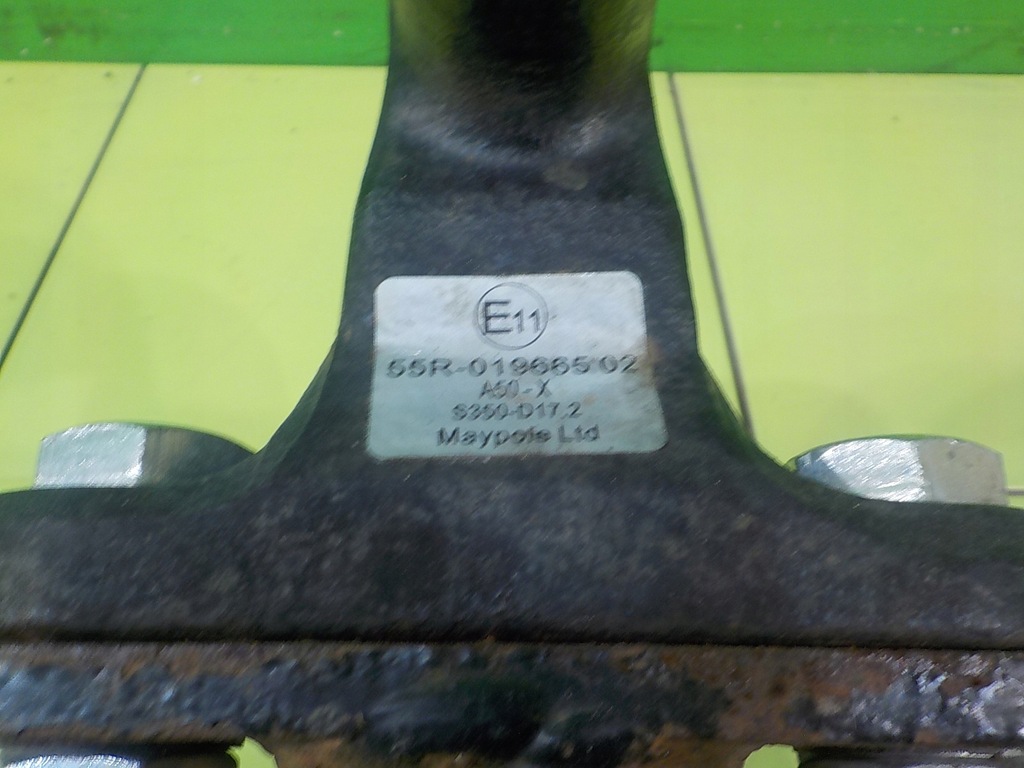 E11
55R-019665 02
A50-X
S350-D17.2
Maypole Ltd